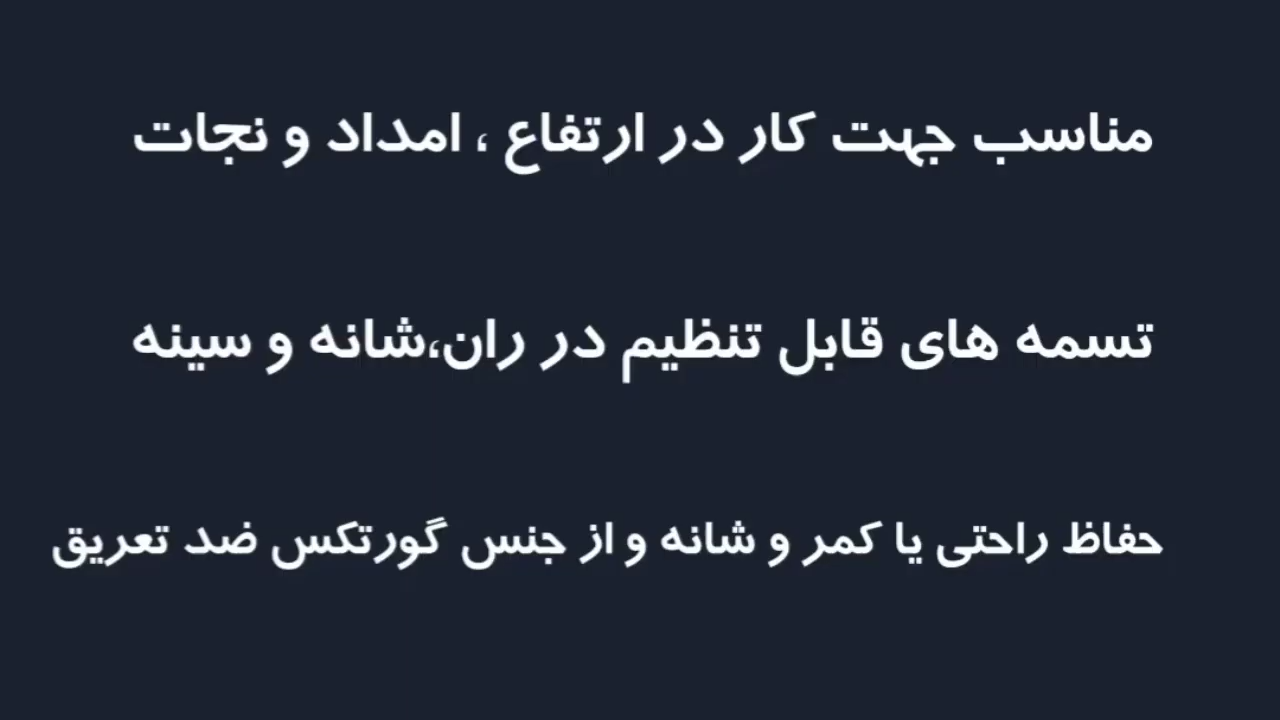 مناسب جهت کار در ارتفاع ، امداد و نجات
تسمه های قابل تنظیم در ران،شانه و سینه
حفاظ راحتی یا کمر و شانه و از جنس گورتکس ضد تعریق